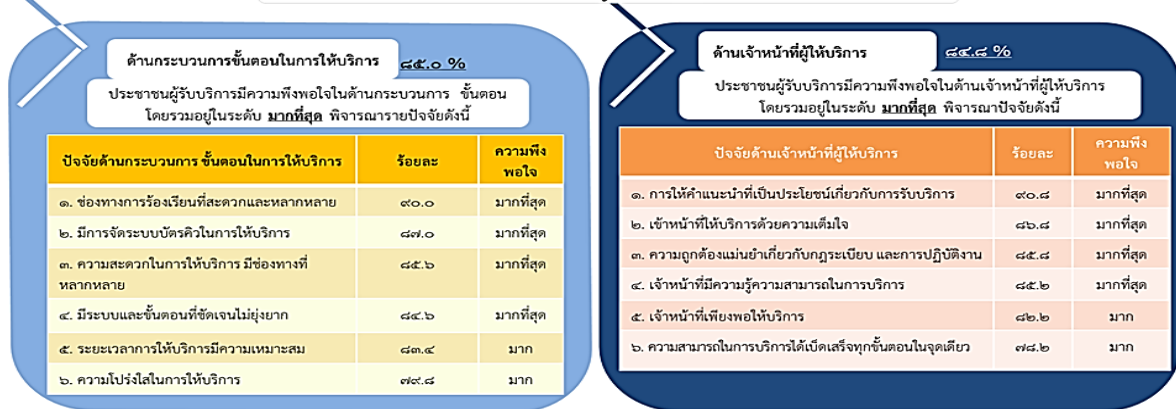 ด้านกระบวนการขั้นตอนในการให้บริการ ๘๕.๐ %
ประชาชนผู้รับบริการมีความพึงพอใจในด้านกระบวนการ ขั้นตอน
โดยรวมอยู่ในระดับ มากที่สุด พิจารณารายปัจจัยดังนี้
ปัจจัยด้านกระบวนการ ขั้นตอนในการให้บริการ ร้อยละ ความพึงพอใจ
๑. ช่องทางการร้องเรียนที่สะดวกและหลากหลาย ๙๐.๐ มากที่สุด
๒. มีการจัดระบบบัตรคิวในการให้บริการ ๘๗.๐ มากที่สุด
๓. ความสะดวกในการให้บริการ มีช่องทางที่ ๘๕.๖ มากที่สุด
หลากหลาย
๔. มีระบบและขั้นตอนที่ชัดเจนไม่ยุ่งยาก ๘๔.๖ มากที่สุด
๕. ระยะเวลาการให้บริการมีความเหมาะสม ๘๓.๔ มาก
๖. ความโปร่งใสในการให้บริการ ๗๙.๘ มาก
ด้านเจ้าหน้าที่ผู้ให้บริการ ๘๔.๘ %
ประชาชนผู้รับบริการมีความพึงพอใจในด้านเจ้าหน้าที่ผู้ให้บริการ
โดยรวมอยู่ในระดับ มากที่สุด พิจารณาปัจจัยดังนี้
ปัจจัยด้านเจ้าหน้าที่ผู้ให้บริการ ร้อยละ ความพึงพอใจ
๑. การให้คำแนะนำที่เป็นประโยชน์เกี่ยวกับการรับบริการ ๙๐.๘ มากที่สุด
๒. เข้าหน้าที่ให้บริการด้วยความเต็มใจ ๘๖.๘ มากที่สุด
๓. ความถูกต้องแม่นยำเกี่ยวกับกฎระเบียบ และการปฏิบัติงาน ๘๕.๘ มากที่สุด
๔. เจ้าหน้าที่มีความรู้ความสามารถในการบริการ ๘๕.๒ มากที่สุด
๕. เจ้าหน้าที่เพียงพอให้บริการ ๘๒.๒ มาก
๖. ความสามารถในการบริการได้เบ็ดเสร็จทุกขั้นตอนในจุดเดียว ๗๘.๒ มาก